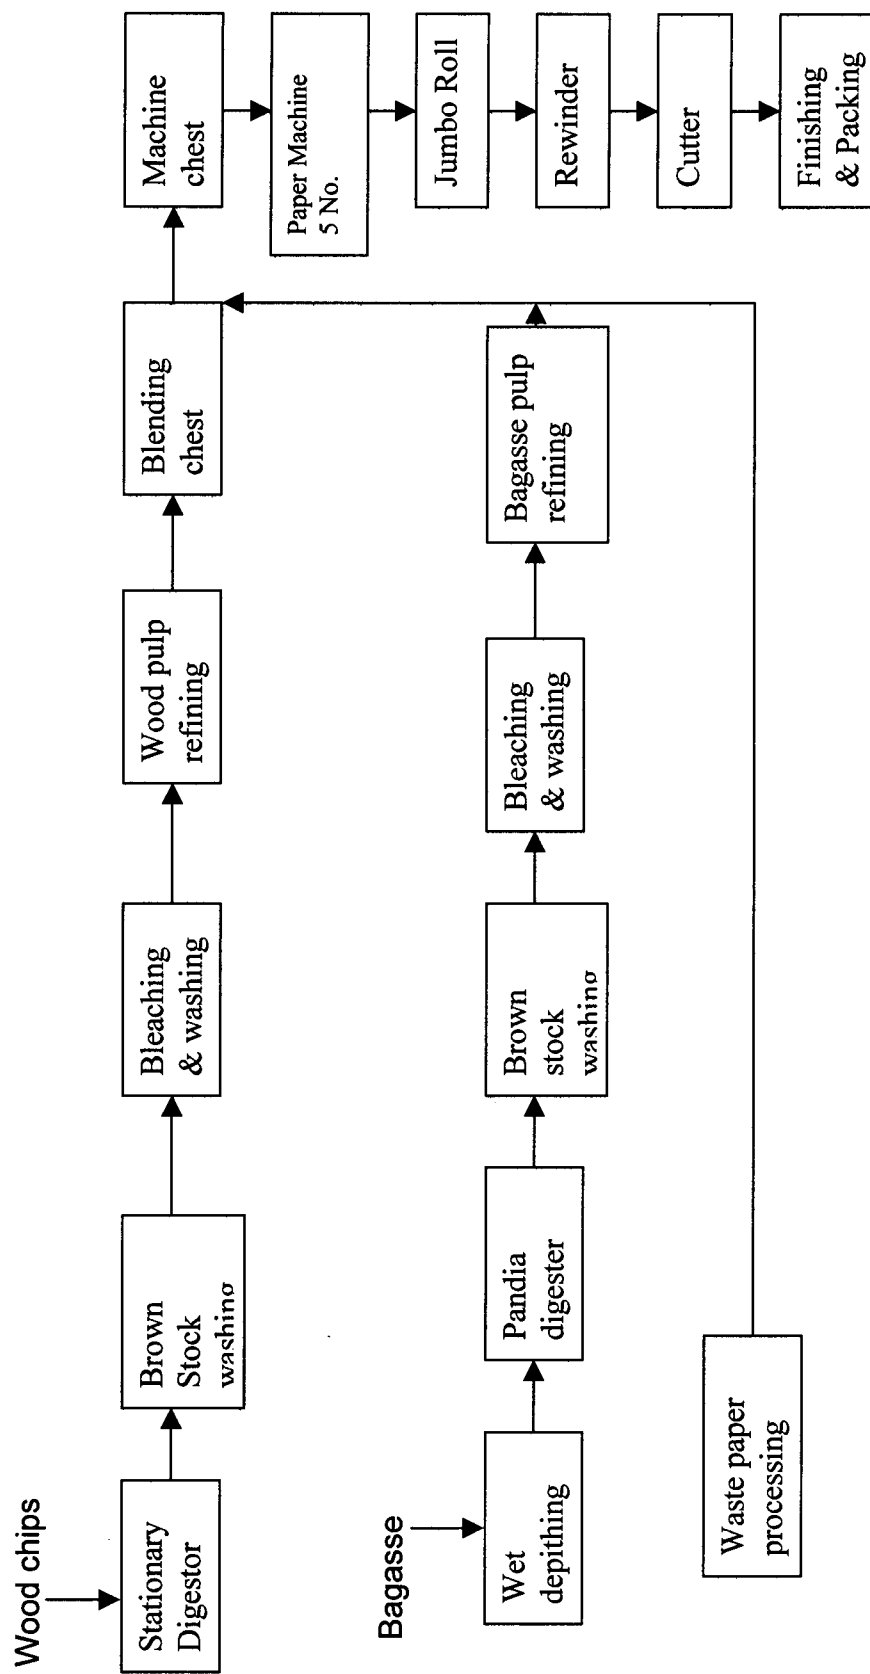 Wood chips
Stationary
Digestor
Brown
Stock
washing
Bleaching
& washing
Wood pulp
refining
Blending
chest
Machine
chest
Paper Machine
5 No.
Jumbo Roll
Rewinder
Cutter
Finishing
& Packing
Bagasse
Wet
depithing
Pandia
digester
Brown
stock
washing
Bleaching
& washing
Bagasse pulp
refining
Waste paper
processing